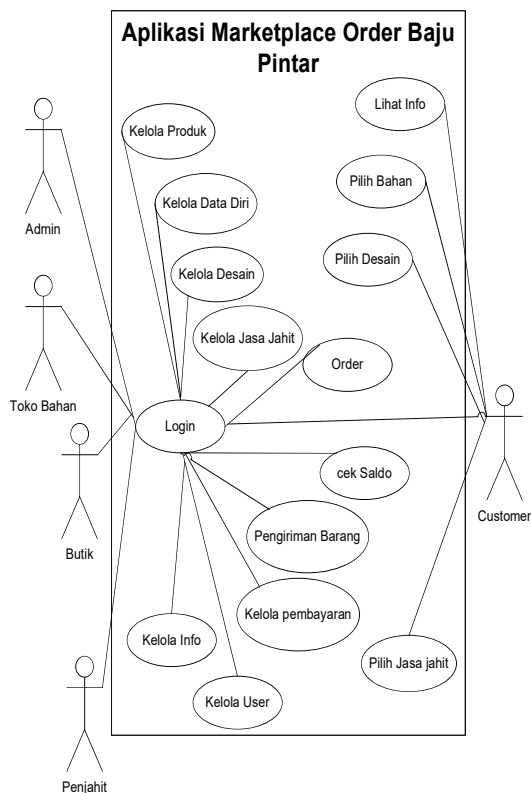 Aplikasi Marketplace Order Baju
Pintar
Lihat Info
Kelola Produk
Pilih Bahan
Kelola Data Diri
Admin
Pilih Desain
Kelola Desain
Kelola Jasa Jahit
Order
Toko Bahan
Login
cek Saldo
Customer
Pengiriman Barang
Butik
Kelola pembayaran
Kelola Info
Pilih Jasa jahit
Kelola User
Penjahit